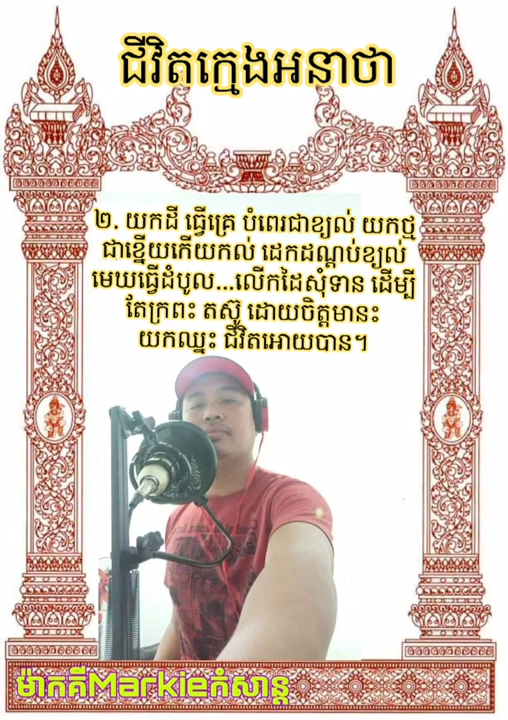 ជីវិតក្មេងអនាថា
២. យកដី ធ្វើគ្រែ បំពេរជាខ្យល់ យកថ្ម
ជាខ្នើយកើយកល់ ដេកដណ្ដប់ខ្យល់
មេឃធ្វើដំបូល...លើកដៃសុំទាន ដើម្បី
តែក្រពះ តស៊ូ ដោយចិត្តមានះ
យកឈ្នះ ជីវិតអោយបាន។
ម៉ាកគីMarkieកំសាន្ត